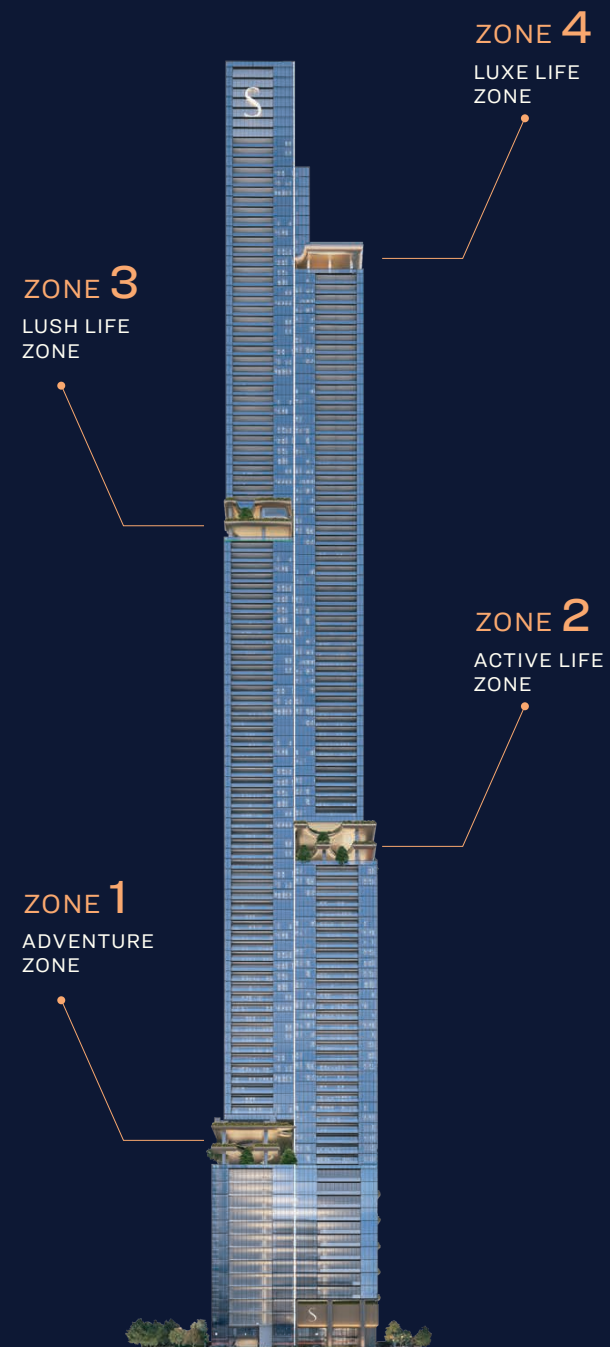 ZONE 4
LUXE LIFE
ZONE
S
ZONE 3
LUSH LIFE
ZONE
ZONE 2
ACTIVE LIFE
ZONE
ZONE 1
ADVENTURE
ZONE
S